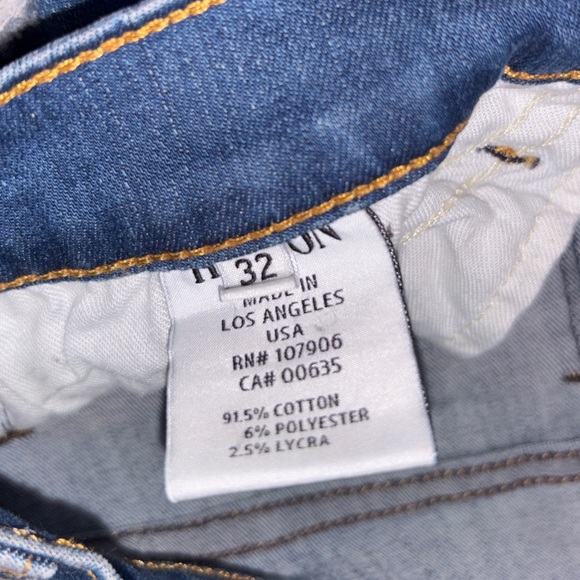 32
MADE IN
LOS ANGELES
USA
RN# 107906
CA# 00635
91.5% COTTON
6% POLYESTER
2.5% LYCRA